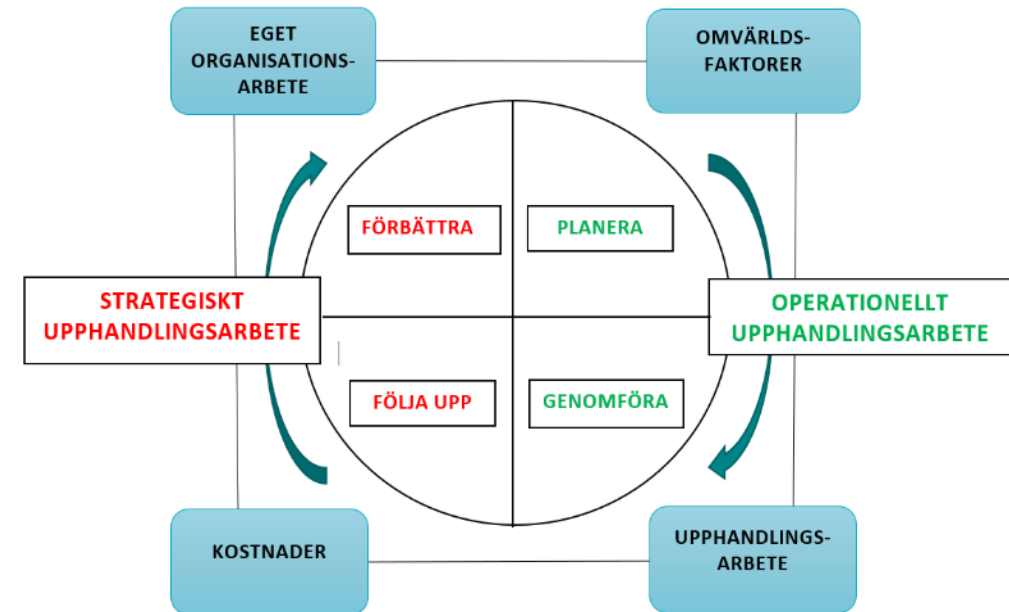 EGET
ORGANISATIONS-
ARBETE
OMVÄRLDS-
FAKTORER
FÖRBÄTTRA
PLANERA
STRATEGISKT
UPPHANDLINGSARBETE
OPERATIONELLT
UPPHANDLINGSARBETE
FÖLJA UPP
GENOMFÖRA
KOSTNADER
UPPHANDLINGS-
ARBETE